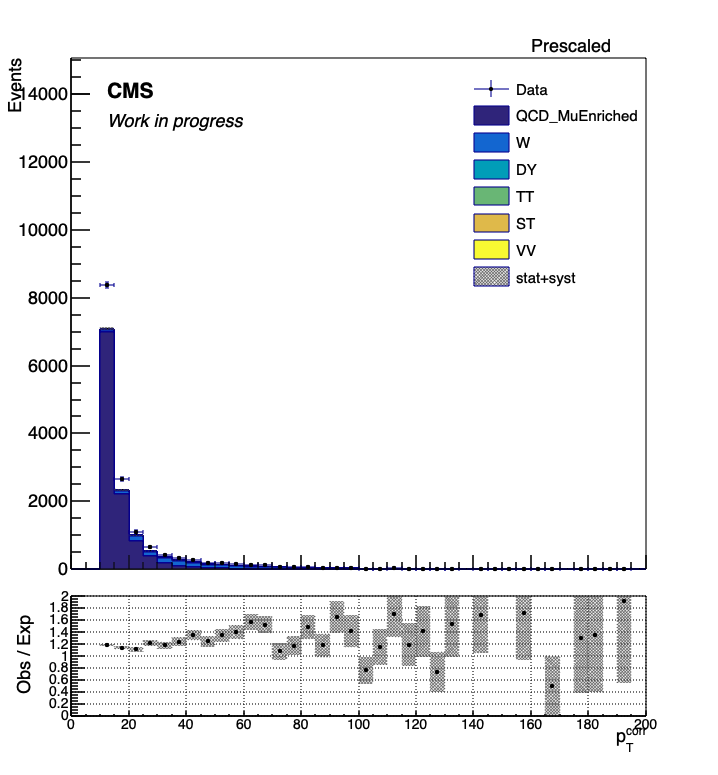 Prescaled
Events
14000
12000
10000
8000
6000
4000
2000
0
CMS
Work in progress
Data
QCD_MuEnriched
W
DY
TT
ST
VV
stat+syst
Obs / Exp
2
1.8
1.6
1.4
1.2
1
0.8
0.6
0.4
0.2
0
0 20 40 60 80 100 120 140 160 180 200
p_T^corr